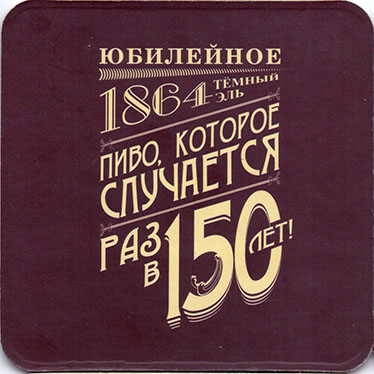 ЮБИЛЕЙНОЕ
1864 ТЁМНЫЙ ЭЛЬ
ПИВО, КОТОРОЕ
СЛУЧАЕТСЯ
РАЗ В 150 ЛЕТ!